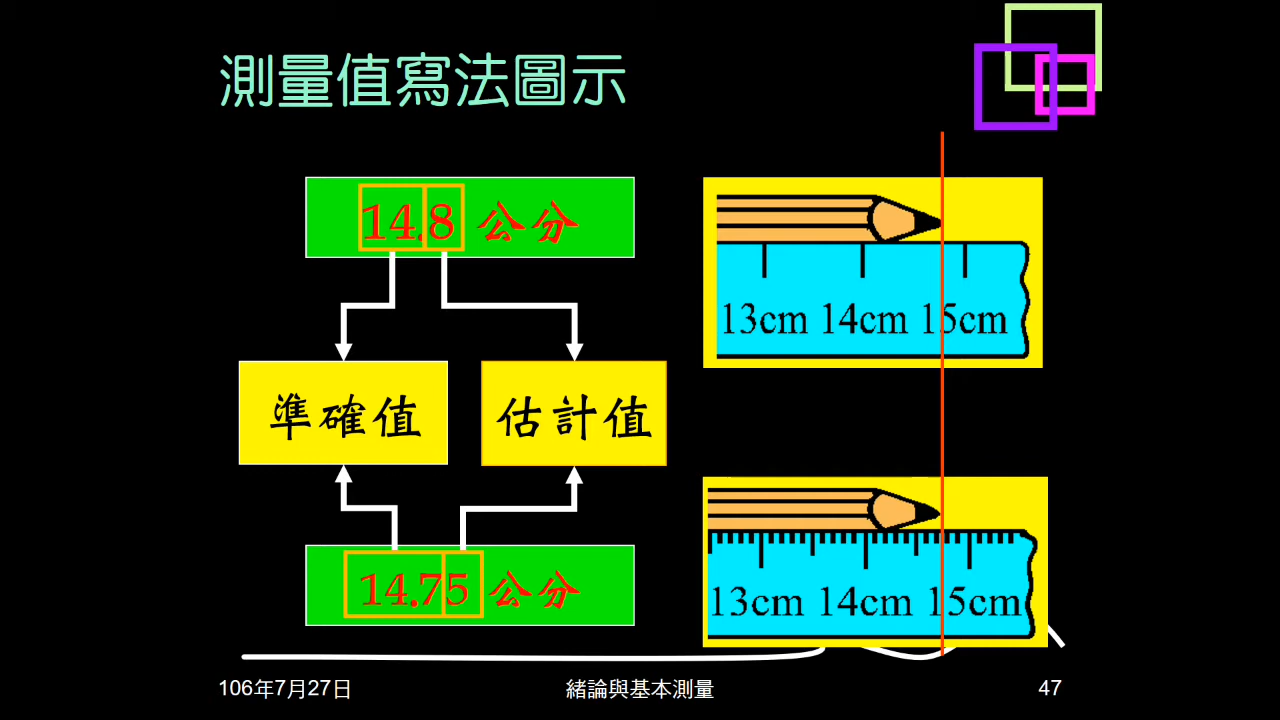 測量值寫法圖示
14.8 公分
準確值
估計值
14.75 公分
13cm 14cm 15cm
13cm 14cm 15cm
106年7月27日
緒論與基本測量
47